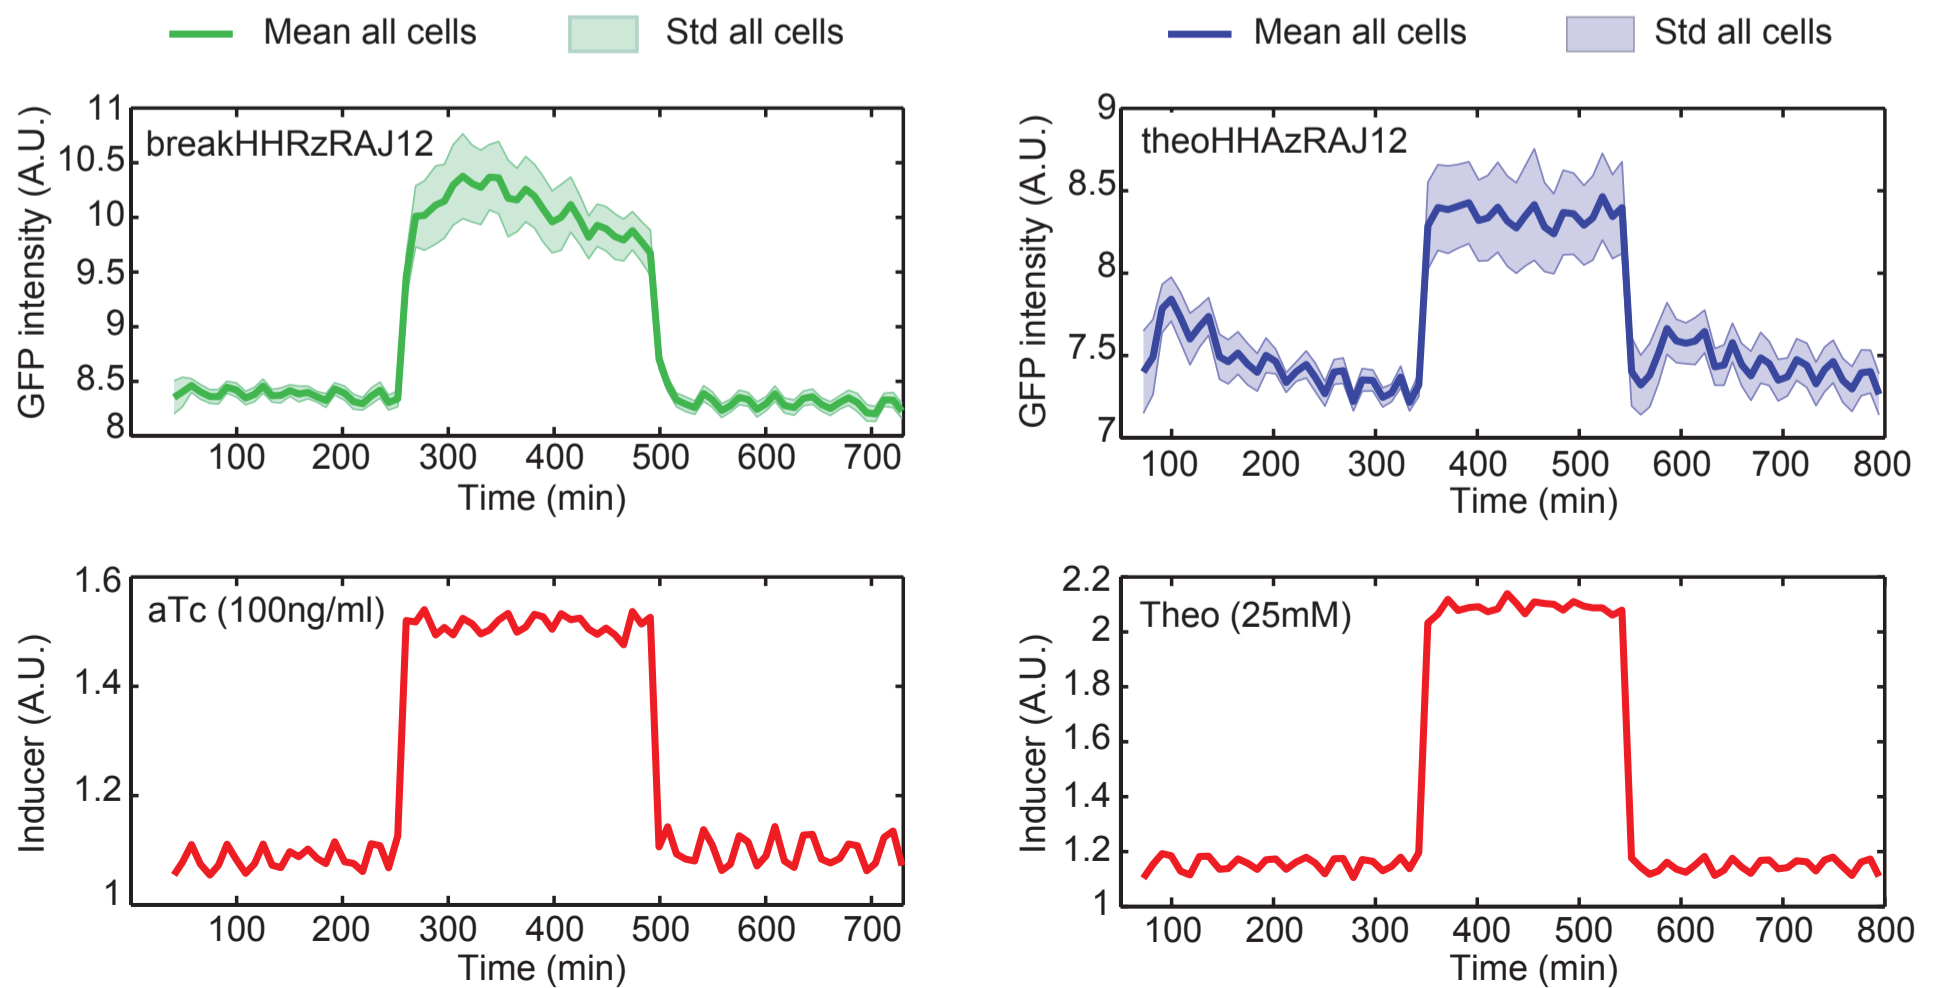 Mean all cells
Std all cells
Mean all cells
Std all cells
GFP intensity (A.U.)
11
10.5
10
9.5
9
8.5
8
breakHHRzRAJ12
100 200 300 400 500 600 700
Time (min)
GFP intensity (A.U.)
9
8.5
8
7.5
7
theoHHAzRAJ12
100 200 300 400 500 600 700 800
Time (min)
Inducer (A.U.)
1.6
1.4
1.2
1
aTc (100ng/ml)
100 200 300 400 500 600 700
Time (min)
Inducer (A.U.)
2.2
2
1.8
1.6
1.4
1.2
1
Theo (25mM)
100 200 300 400 500 600 700 800
Time (min)